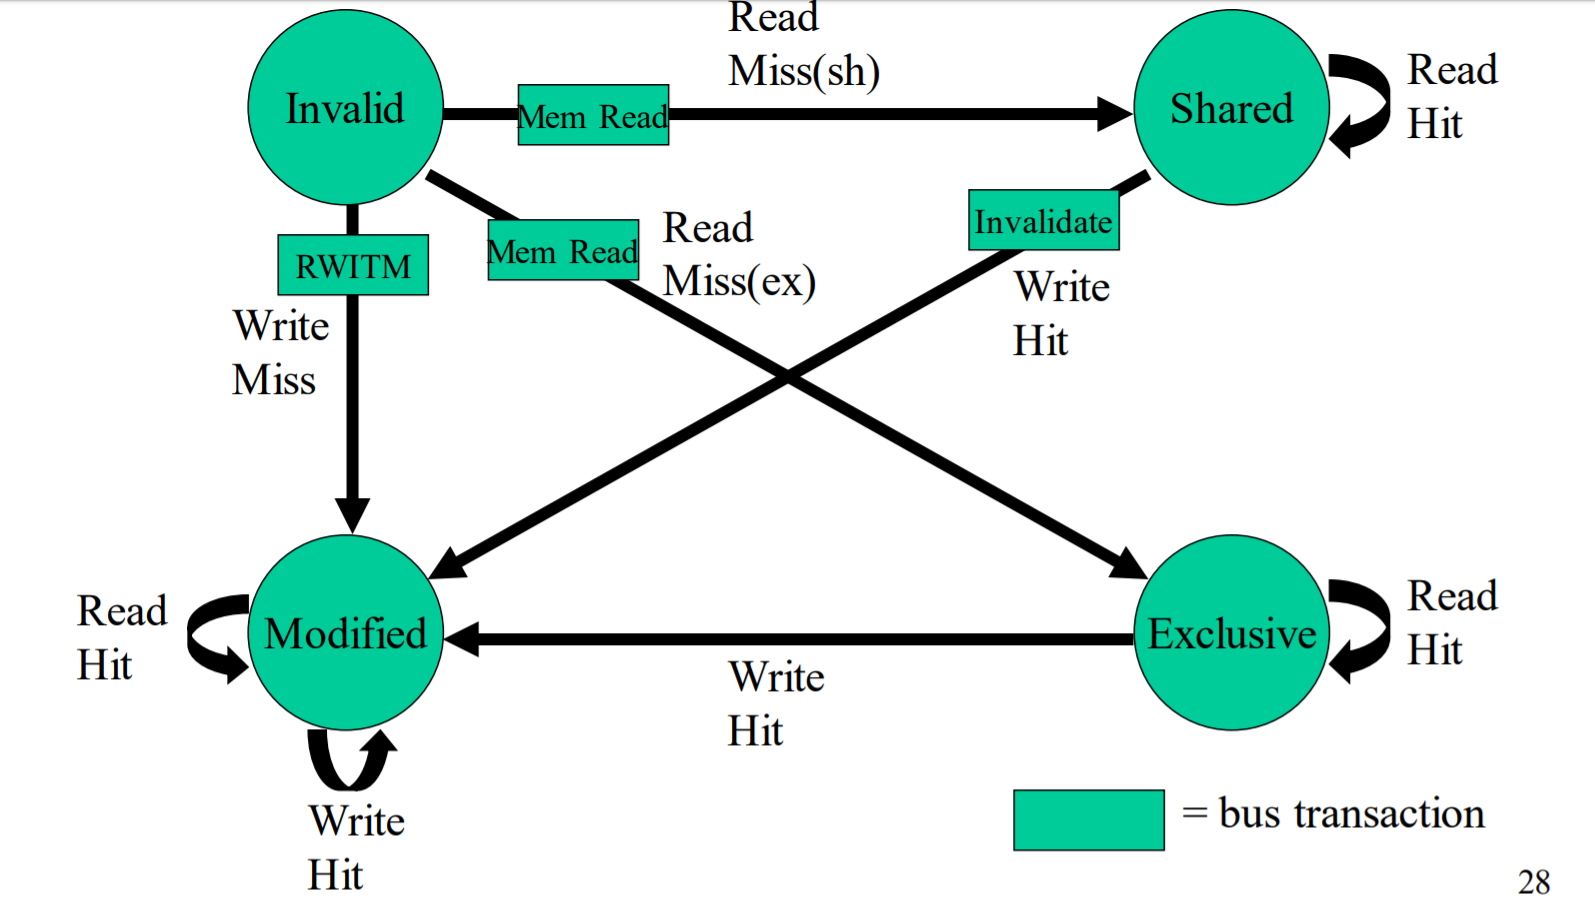 Read
Miss(sh)
Invalid
Mem Read
Shared
Read
Hit
RWITM
Write
Miss
Mem Read
Read
Miss(ex)
Invalidate
Write
Hit
Read
Hit
Modified
Write
Hit
Exclusive
Read
Hit
Write
Hit
= bus transaction
28